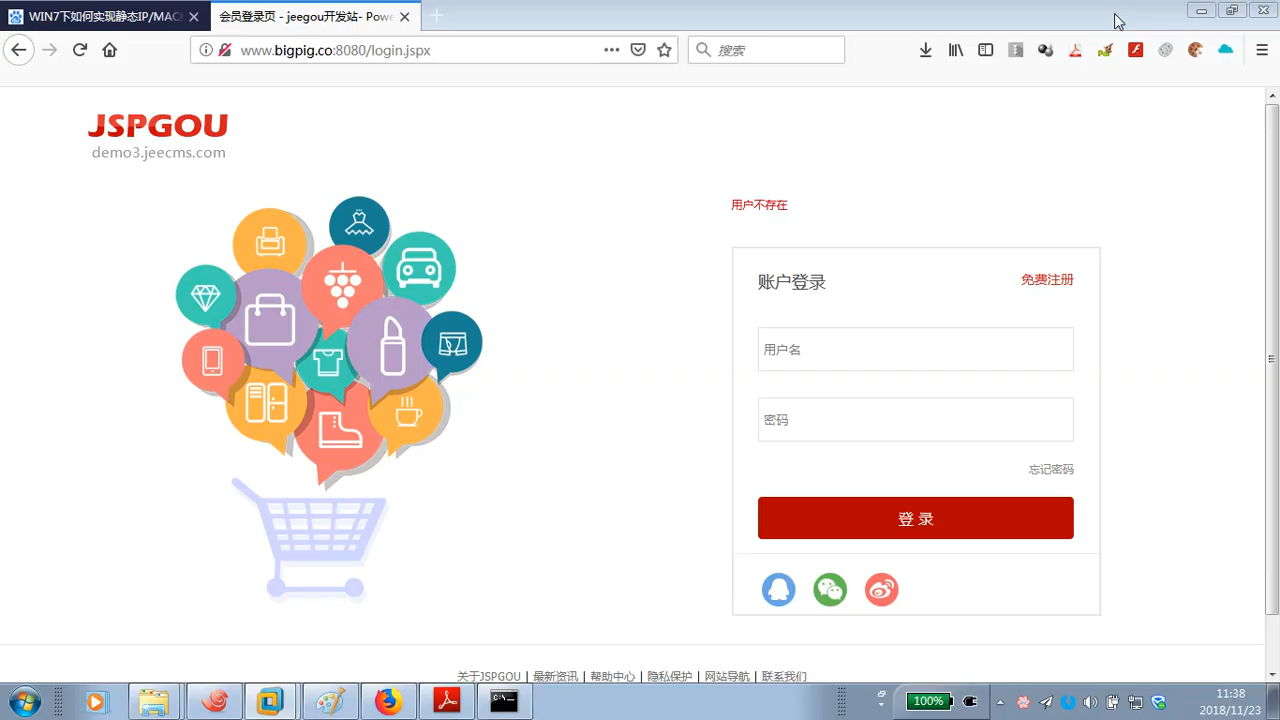 WIN7下如何实现静态IP/MAC
会员登录页 - jeegou开发站- Pow
www.bigpig.co:8080/login.jspx
搜索
JSPGOU
demo3.jeecms.com
用户不存在
账户登录
免费注册
用户名
密码
忘记密码
登 录
关于JSPGOU | 最新资讯 | 帮助中心 | 隐私保护 | 网站导航 | 联系我们
100%
11:38
2018/11/23